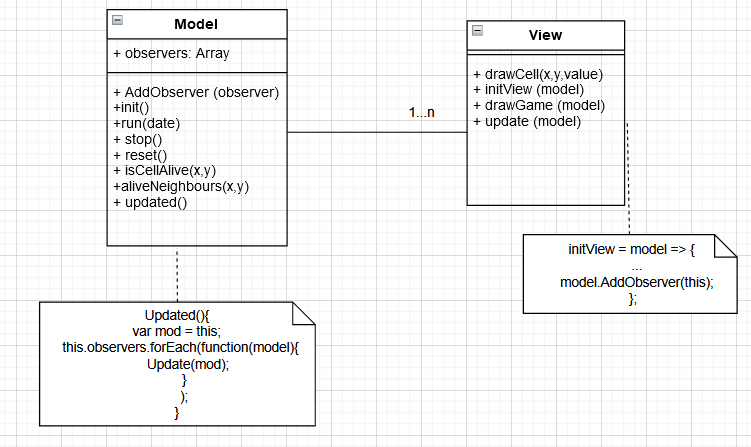 Model
+ observers: Array
+ AddObserver (observer)
+init()
+run(date)
+ stop()
+ reset()
+ isCellAlive(x,y)
+aliveNeighbours(x,y)
+ updated()
1...n
View
+ drawCell(x,y,value)
+ initView (model)
+ drawGame (model)
+ update (model)
initView = model => {
...
model.AddObserver(this);
};
Updated(){
var mod = this;
this.observers.forEach(function(model){
Update(mod);
}
);
}